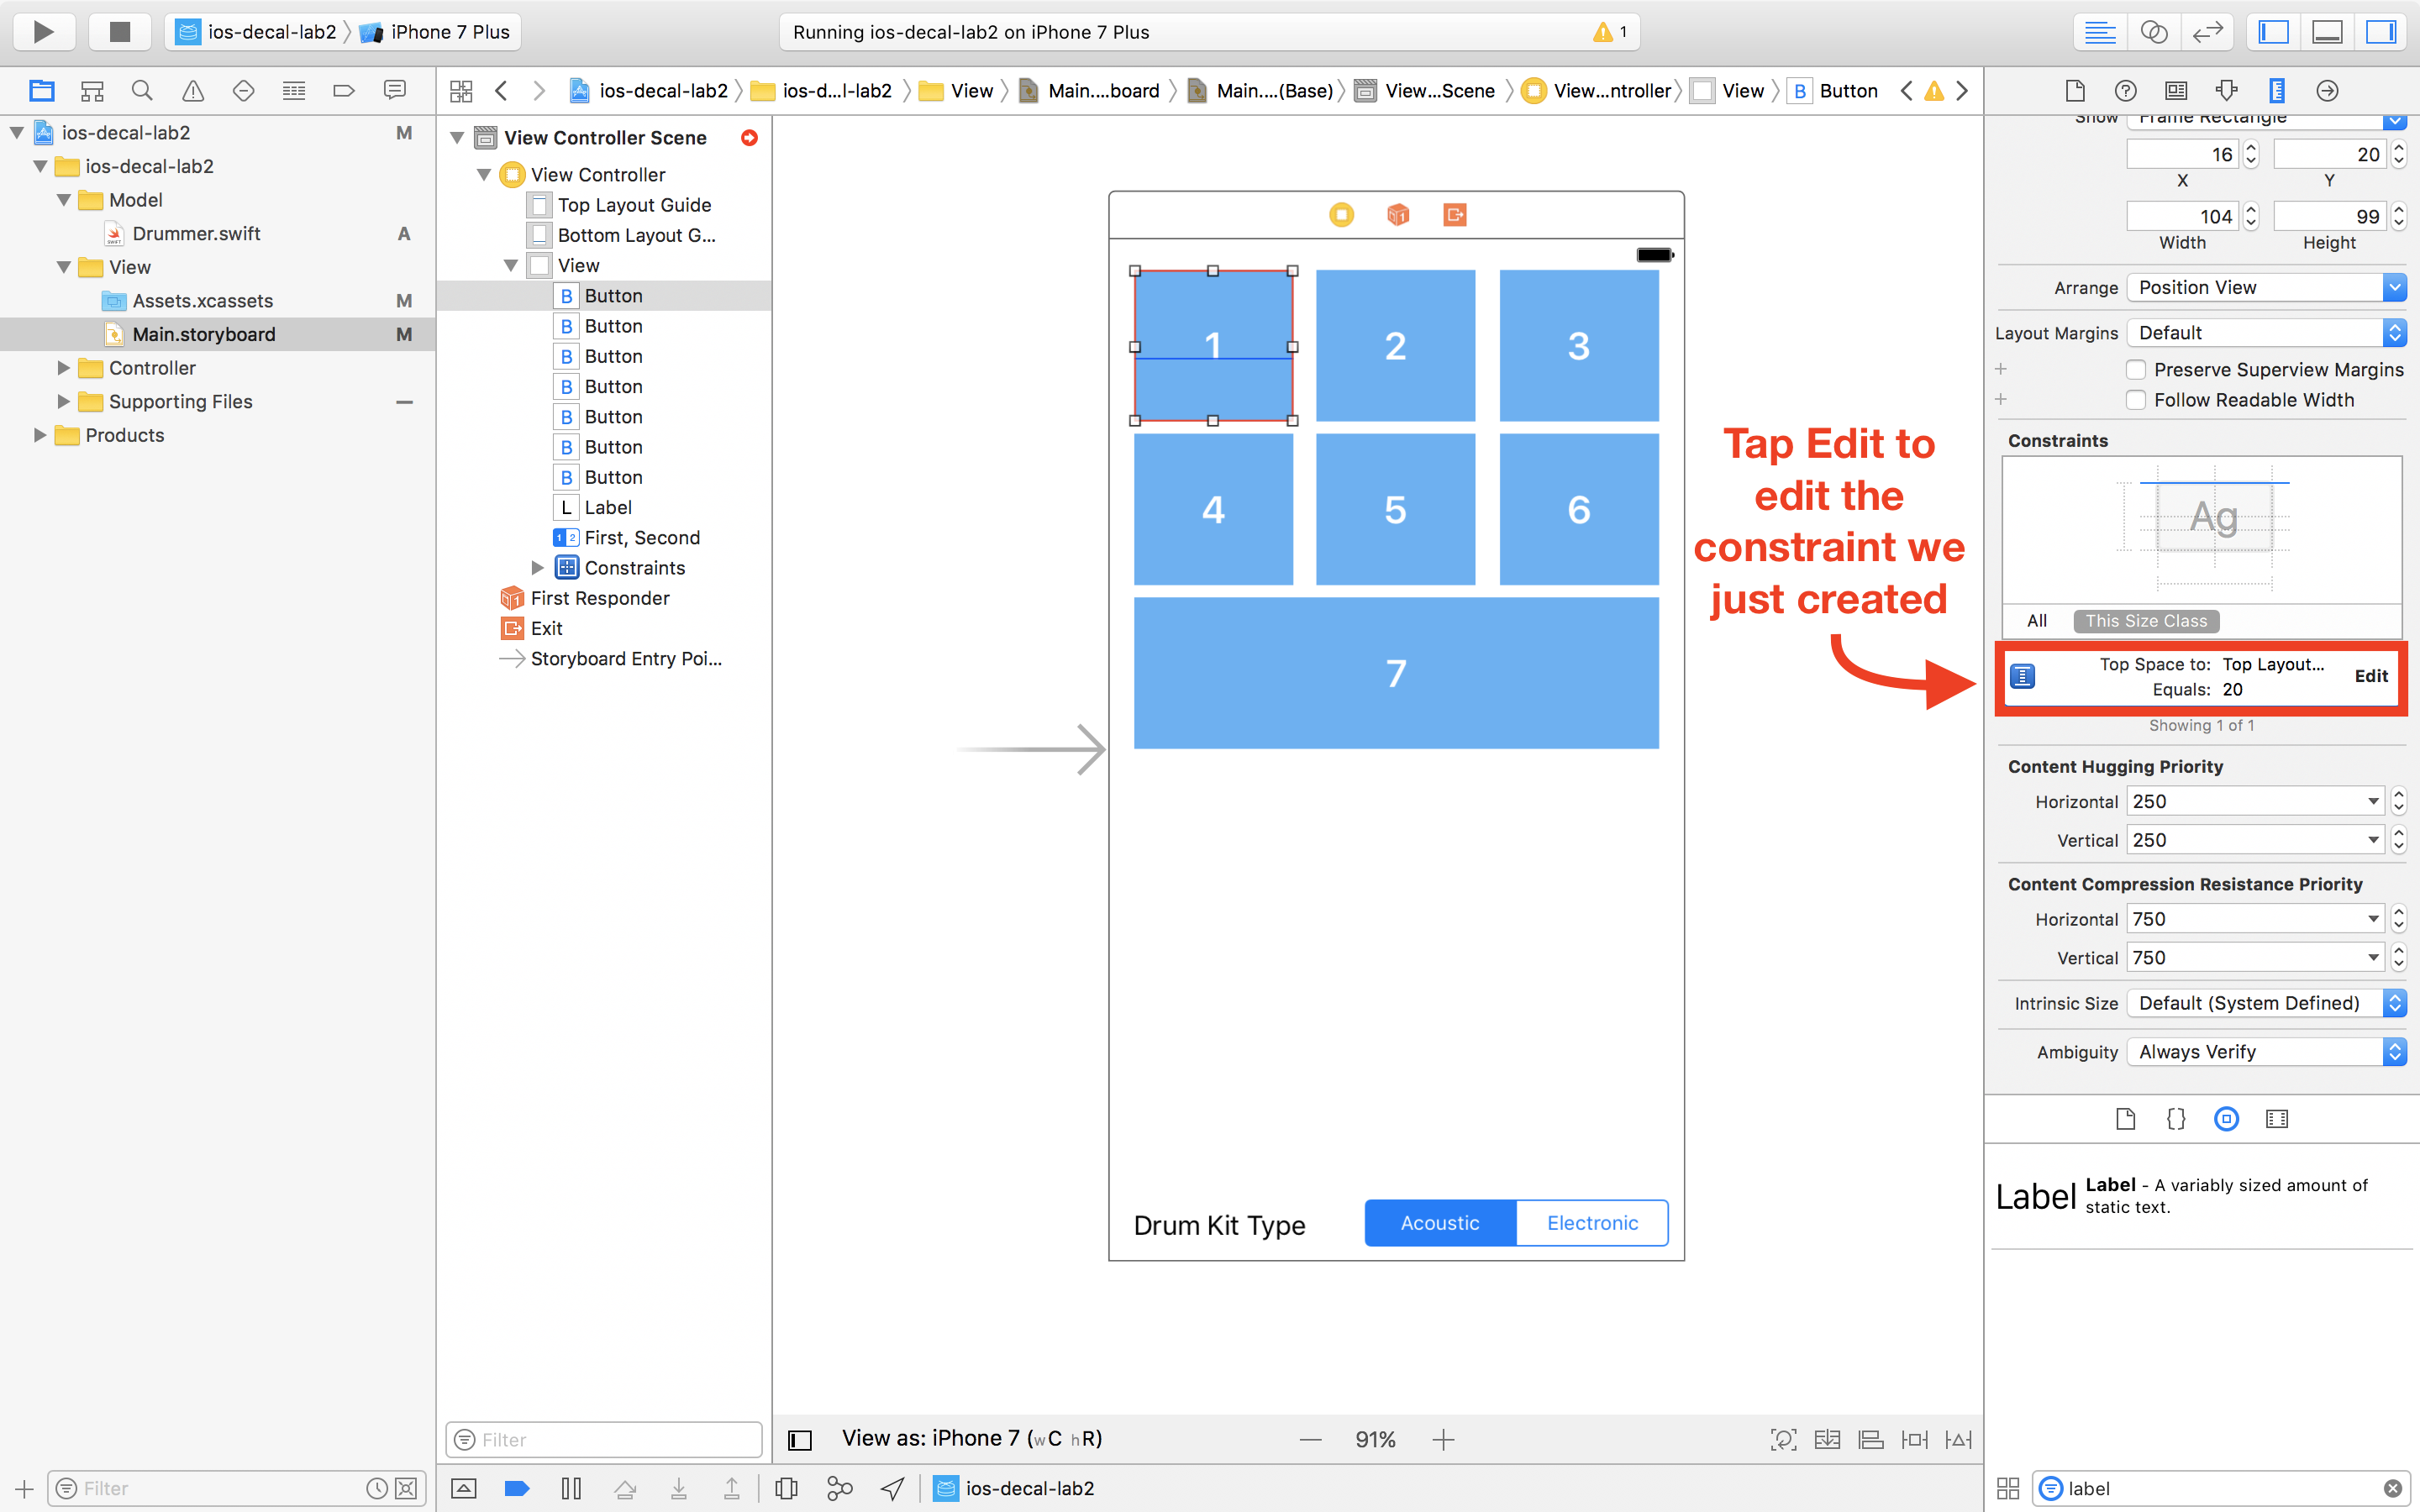 ios-decal-lab2 iPhone 7 Plus
Running ios-decal-lab2 on iPhone 7 Plus
1
ios-decal-lab2 ios-d...l-lab2 View Main....board Main....(Base) View...Scene View...ntroller View B Button
ios-decal-lab2 M
ios-decal-lab2
Model
Drummer.swift A
View
Assets.xcassets M
Main.storyboard M
Controller
Supporting Files
Products
Filter
View Controller Scene
View Controller
Top Layout Guide
Bottom Layout G...
View
B Button
B Button
B Button
B Button
B Button
B Button
B Button
L Label
1 2 First, Second
Constraints
First Responder
Exit
Storyboard Entry Poi...
Filter
1
2
3
4
5
6
7
Drum Kit Type
Acoustic
Electronic
Tap Edit to
edit the
constraint we
just created
View as: iPhone 7 (wC hR)
91%
ios-decal-lab2
Show Frame Rectangle
16 20
X Y
104 99
Width Height
Arrange Position View
Layout Margins Default
Preserve Superview Margins
Follow Readable Width
Constraints
Ag
All This Size Class
Top Space to: Top Layout...
Equals: 20
Edit
Showing 1 of 1
Content Hugging Priority
Horizontal 250
Vertical 250
Content Compression Resistance Priority
Horizontal 750
Vertical 750
Intrinsic Size Default (System Defined)
Ambiguity Always Verify
{}
Label
Label - A variably sized amount of
static text.
label